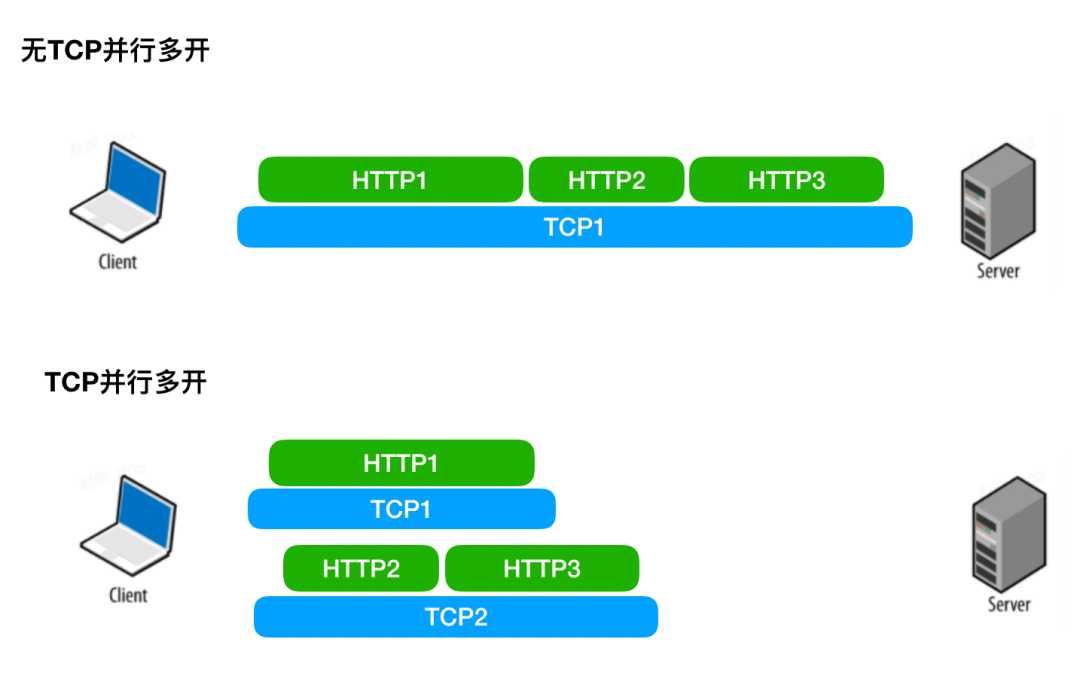 无TCP并行多开
HTTP1 HTTP2 HTTP3
TCP1
Client
Server
TCP并行多开
HTTP1
TCP1
HTTP2 HTTP3
TCP2
Client
Server